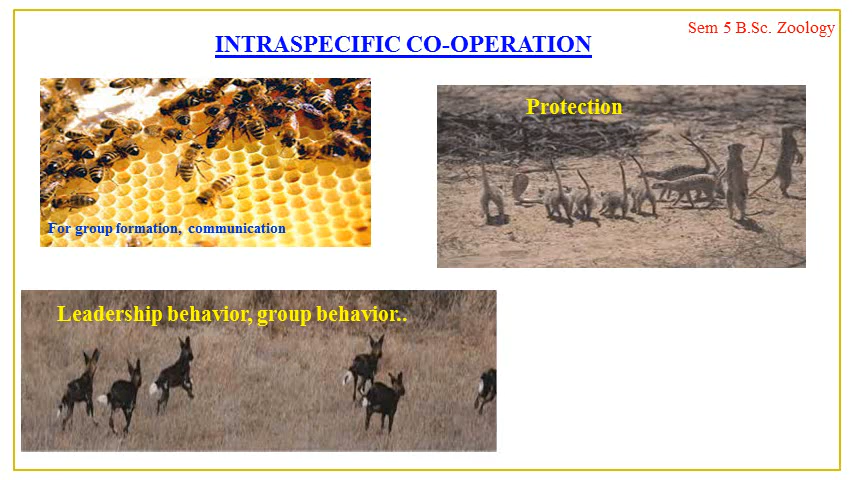 Sem 5 B.Sc. Zoology
INTRASPECIFIC CO-OPERATION
Protection
For group formation, communication
Leadership behavior, group behavior..